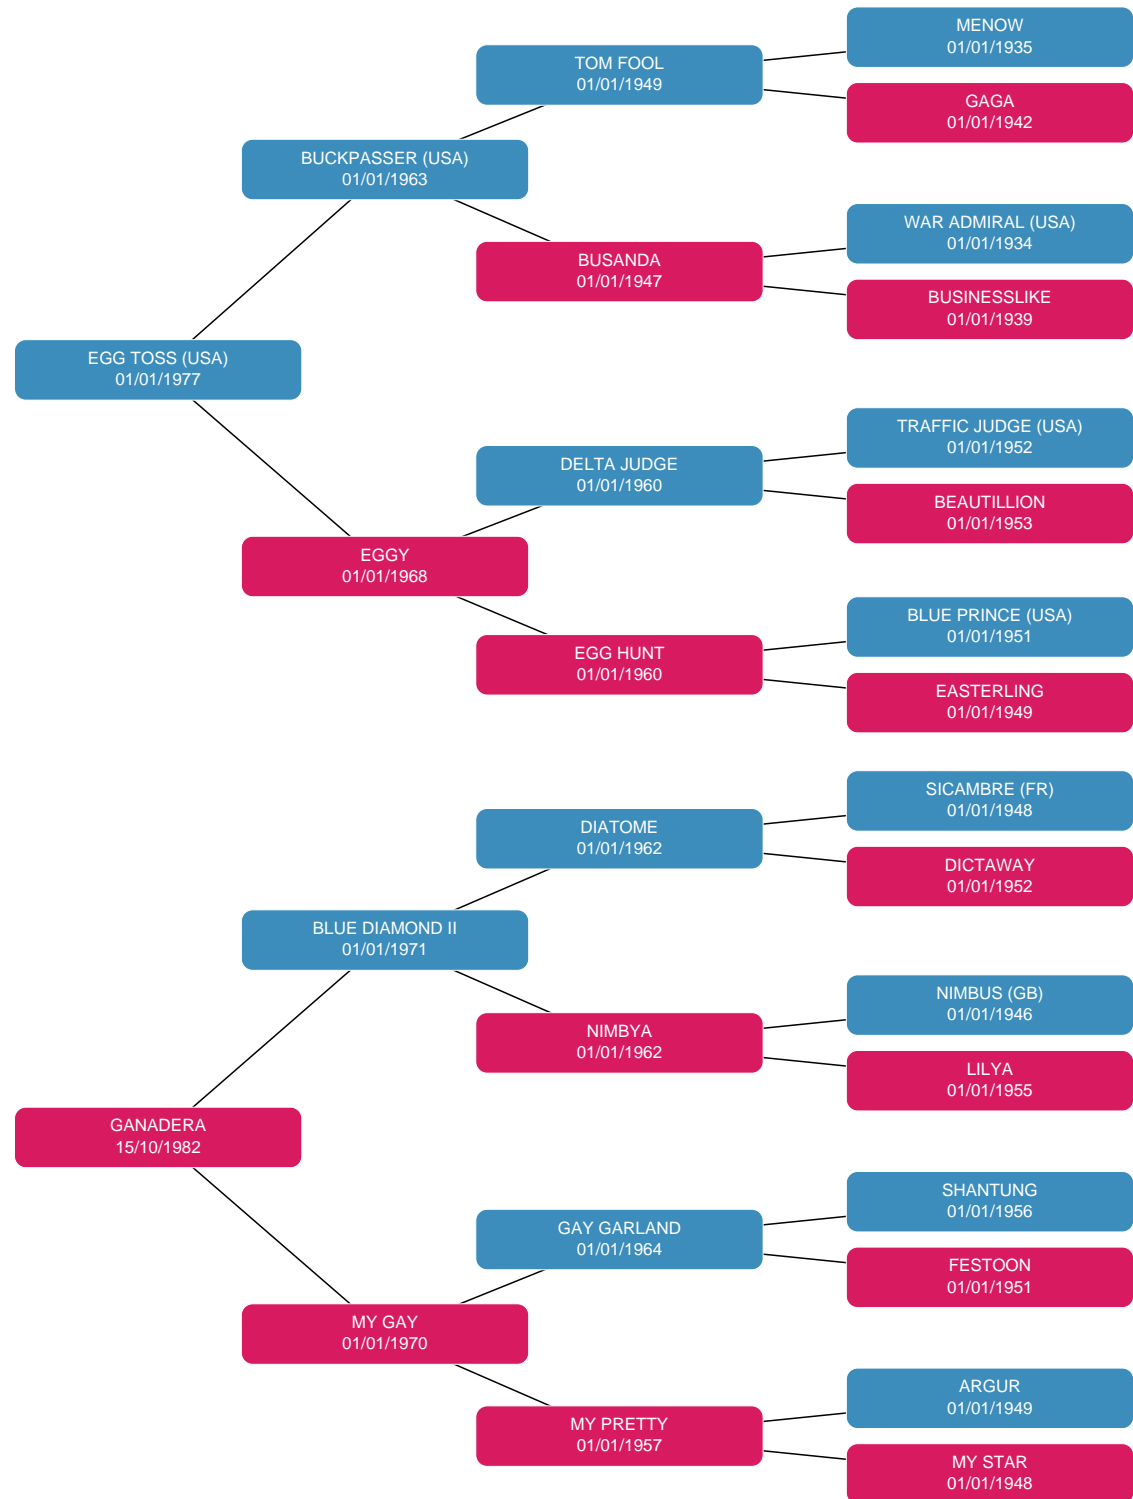 MENOW
01/01/1935
TOM FOOL
01/01/1949
GAGA
01/01/1942
BUCKPASSER (USA)
01/01/1963
WAR ADMIRAL (USA)
01/01/1934
BUSANDA
01/01/1947
BUSINESSLIKE
01/01/1939
EGG TOSS (USA)
01/01/1977
TRAFFIC JUDGE (USA)
01/01/1952
DELTA JUDGE
01/01/1960
BEAUTILLION
01/01/1953
EGGY
01/01/1968
BLUE PRINCE (USA)
01/01/1951
EGG HUNT
01/01/1960
EASTERLING
01/01/1949
SICAMBRE (FR)
01/01/1948
DIATOME
01/01/1962
DICTAWAY
01/01/1952
BLUE DIAMOND II
01/01/1971
NIMBUS (GB)
01/01/1946
NIMBYA
01/01/1962
LILYA
01/01/1955
GANADERA
15/10/1982
SHANTUNG
01/01/1956
GAY GARLAND
01/01/1964
FESTOON
01/01/1951
MY GAY
01/01/1970
ARGUR
01/01/1949
MY PRETTY
01/01/1957
MY STAR
01/01/1948